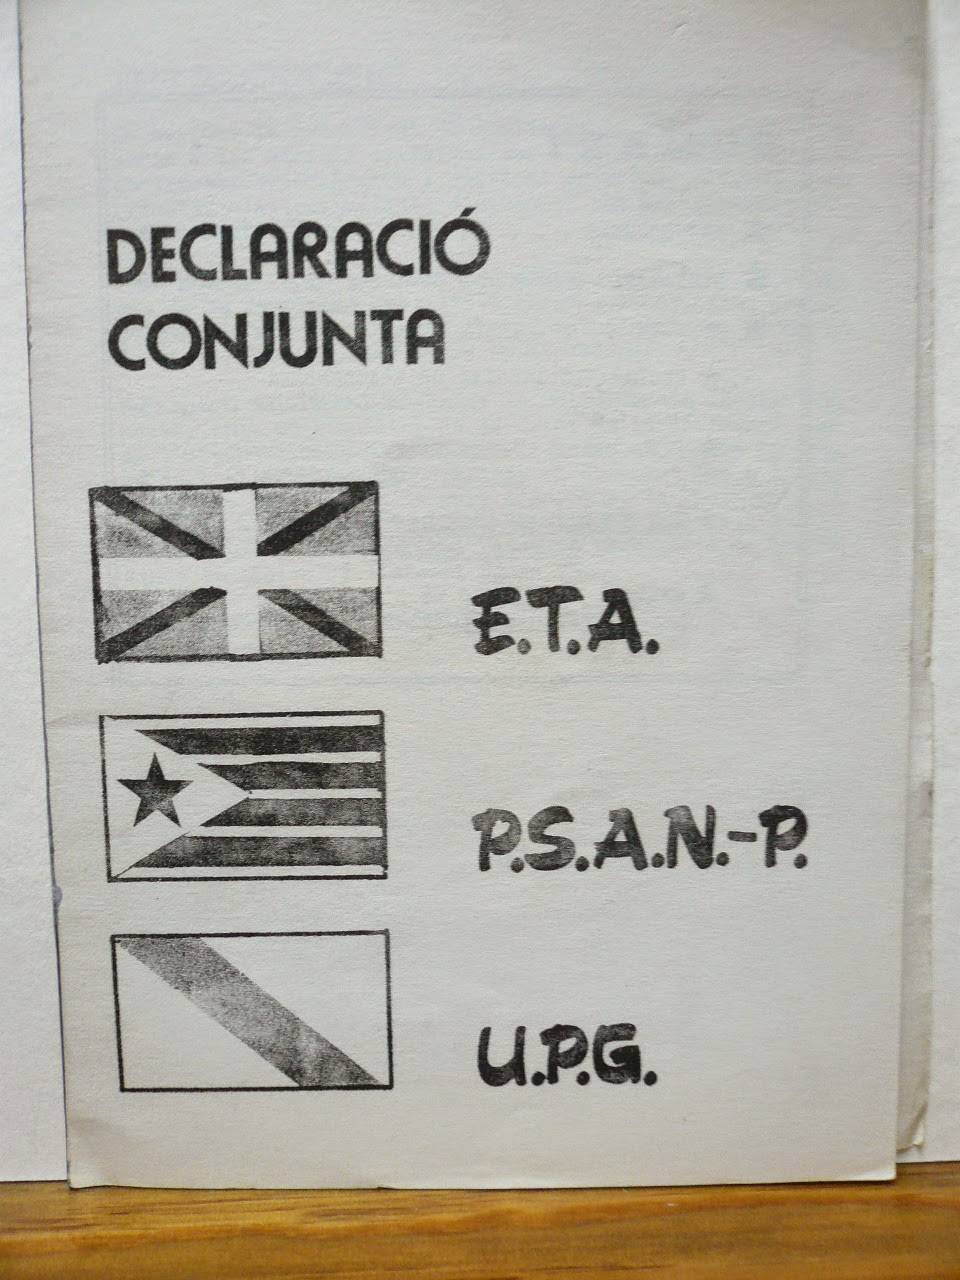 DECLARACIÓ
CONJUNTA
E.T.A.
P.S.A.N.-P.
U.P.G.